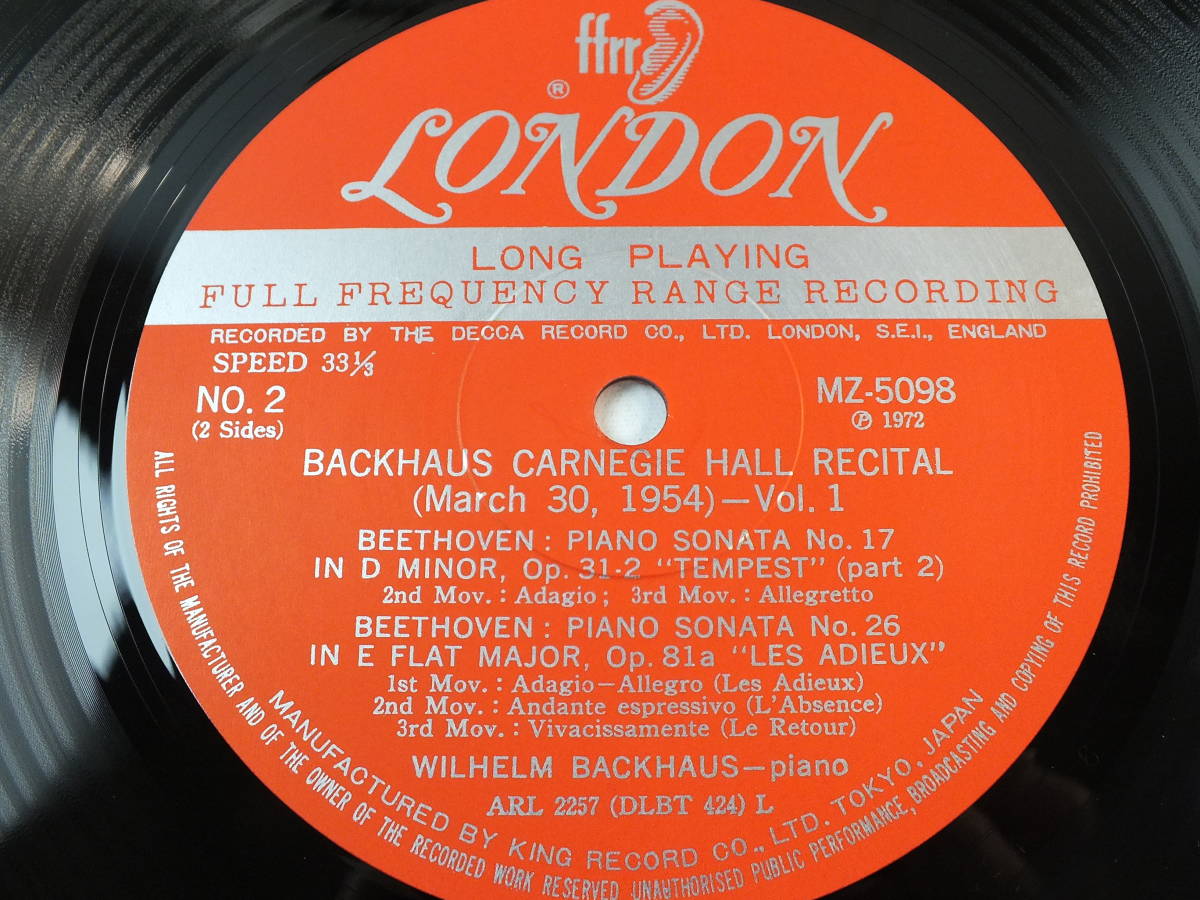 ffrr
®
LONDON
LONG PLAYING
FULL FREQUENCY RANGE RECORDING
RECORDED BY THE DECCA RECORD CO., LTD. LONDON, S.E.I., ENGLAND
SPEED 33⅓
NO. 2
(2 Sides)
MZ-5098
Ⓟ 1972
BACKHAUS CARNEGIE HALL RECITAL
(March 30, 1954)—Vol. 1
BEETHOVEN : PIANO SONATA No. 17
IN D MINOR, Op. 31-2 “TEMPEST” (part 2)
2nd Mov. : Adagio ; 3rd Mov. : Allegretto
BEETHOVEN : PIANO SONATA No. 26
IN E FLAT MAJOR, Op. 81a “LES ADIEUX”
1st Mov. : Adagio—Allegro (Les Adieux)
2nd Mov. : Andante espressivo (L'Absence)
3rd Mov. : Vivacissamente (Le Retour)
WILHELM BACKHAUS—piano
ARL 2257 (DLBT 424) L
MANUFACTURED BY KING RECORD CO., LTD. TOKYO, JAPAN
ALL RIGHTS OF THE MANUFACTURER AND OF THE OWNER OF THE RECORDED WORK RESERVED UNAUTHORISED PUBLIC PERFORMANCE, BROADCASTING AND COPYING OF THIS RECORD PROHIBITED